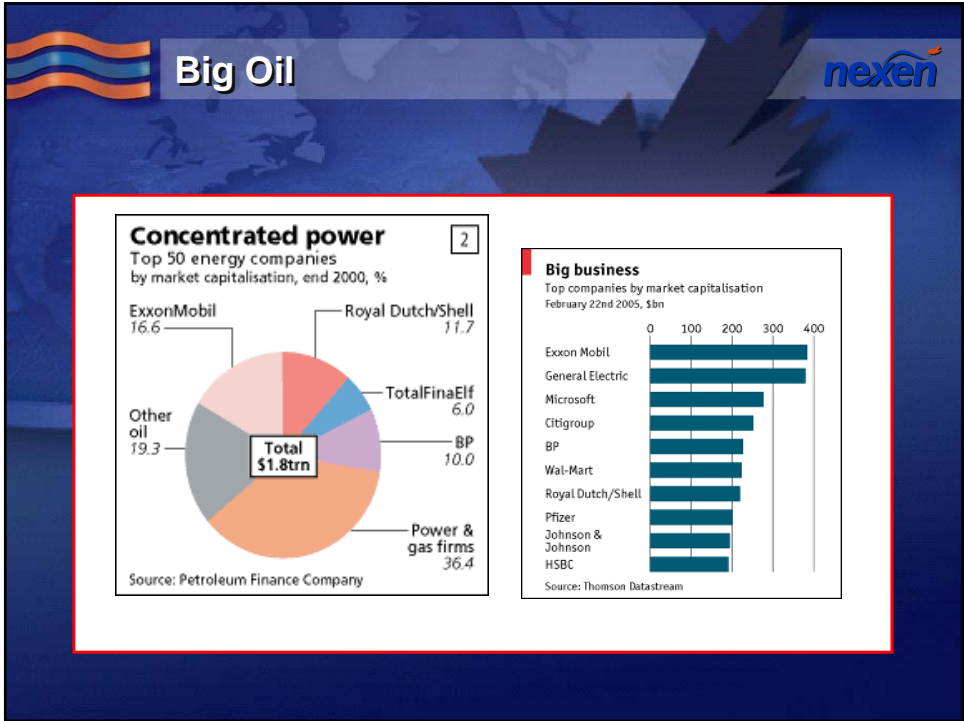 Big Oil
nexen
Concentrated power
2
Top 50 energy companies
by market capitalisation, end 2000, %
ExxonMobil
16.6
Royal Dutch/Shell
11.7
TotalFinaElf
6.0
Other
oil
19.3
BP
10.0
Total
$1.8trn
Power &
gas firms
36.4
Source: Petroleum Finance Company
Big business
Top companies by market capitalisation
February 22nd 2005, $bn
0 100 200 300 400
Exxon Mobil
General Electric
Microsoft
Citigroup
BP
Wal-Mart
Royal Dutch/Shell
Pfizer
Johnson &
Johnson
HSBC
Source: Thomson Datastream